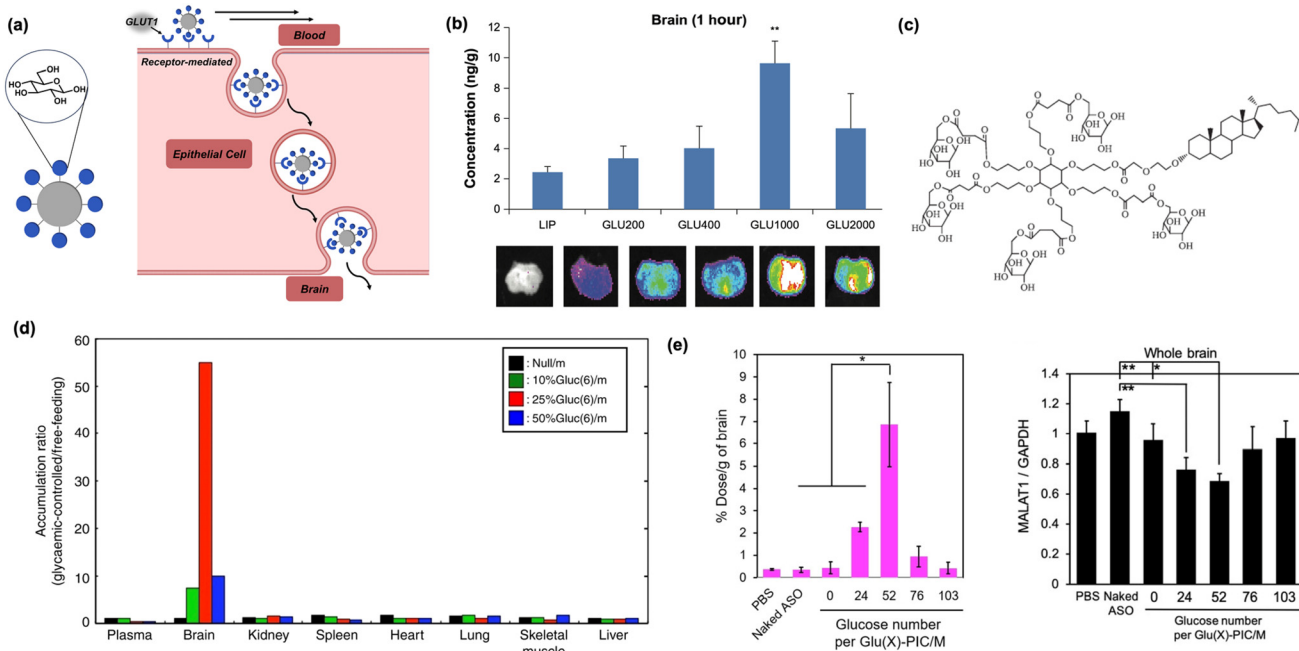 (a)
GLUT1
Blood
Receptor-mediated
OH
HO
HO
O
OH
OH
Epithelial Cell
Brain
(b)
Brain (1 hour)
**
Concentration (ng/g)
12
10
8
6
4
2
0
LIP GLU200 GLU400 GLU1000 GLU2000
(c)
(d)
Accumulation ratio
(glycaemic-controlled/free-feeding)
60
50
40
30
20
10
0
: Null/m
: 10%Gluc(6)/m
: 25%Gluc(6)/m
: 50%Gluc(6)/m
Plasma Brain Kidney Spleen Heart Lung Skeletal Liver
muscle
(e)
% Dose/g of brain
10
9
8
7
6
5
4
3
2
1
0
*
PBS Naked ASO 0 24 52 76 103
Glucose number
per Glu(X)-PIC/M
Whole brain
** *
**
MALAT1 / GAPDH
1.4
1.2
1
0.8
0.6
0.4
0.2
0
PBS Naked ASO 0 24 52 76 103
Glucose number
per Glu(X)-PIC/M